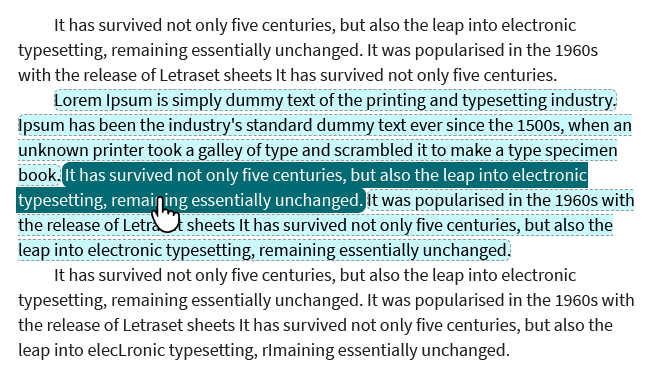 It has survived not only five centuries, but also the leap into electronic
typesetting, remaining essentially unchanged. It was popularised in the 1960s
with the release of Letraset sheets It has survived not only five centuries.
Lorem Ipsum is simply dummy text of the printing and typesetting industry.
Ipsum has been the industry's standard dummy text ever since the 1500s, when an
unknown printer took a galley of type and scrambled it to make a type specimen
book. It has survived not only five centuries, but also the leap into electronic
typesetting, remaining essentially unchanged. It was popularised in the 1960s with
the release of Letraset sheets It has survived not only five centuries, but also the
leap into electronic typesetting, remaining essentially unchanged.
It has survived not only five centuries, but also the leap into electronic
typesetting, remaining essentially unchanged. It was popularised in the 1960s with
the release of Letraset sheets It has survived not only five centuries, but also the
leap into elecLronic typesetting, rImaining essentially unchanged.